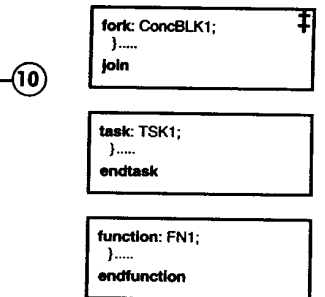 fork: ConcBLK1; ‡
}.....
join
10
task: TSK1;
}.....
endtask
function: FN1;
}.....
endfunction